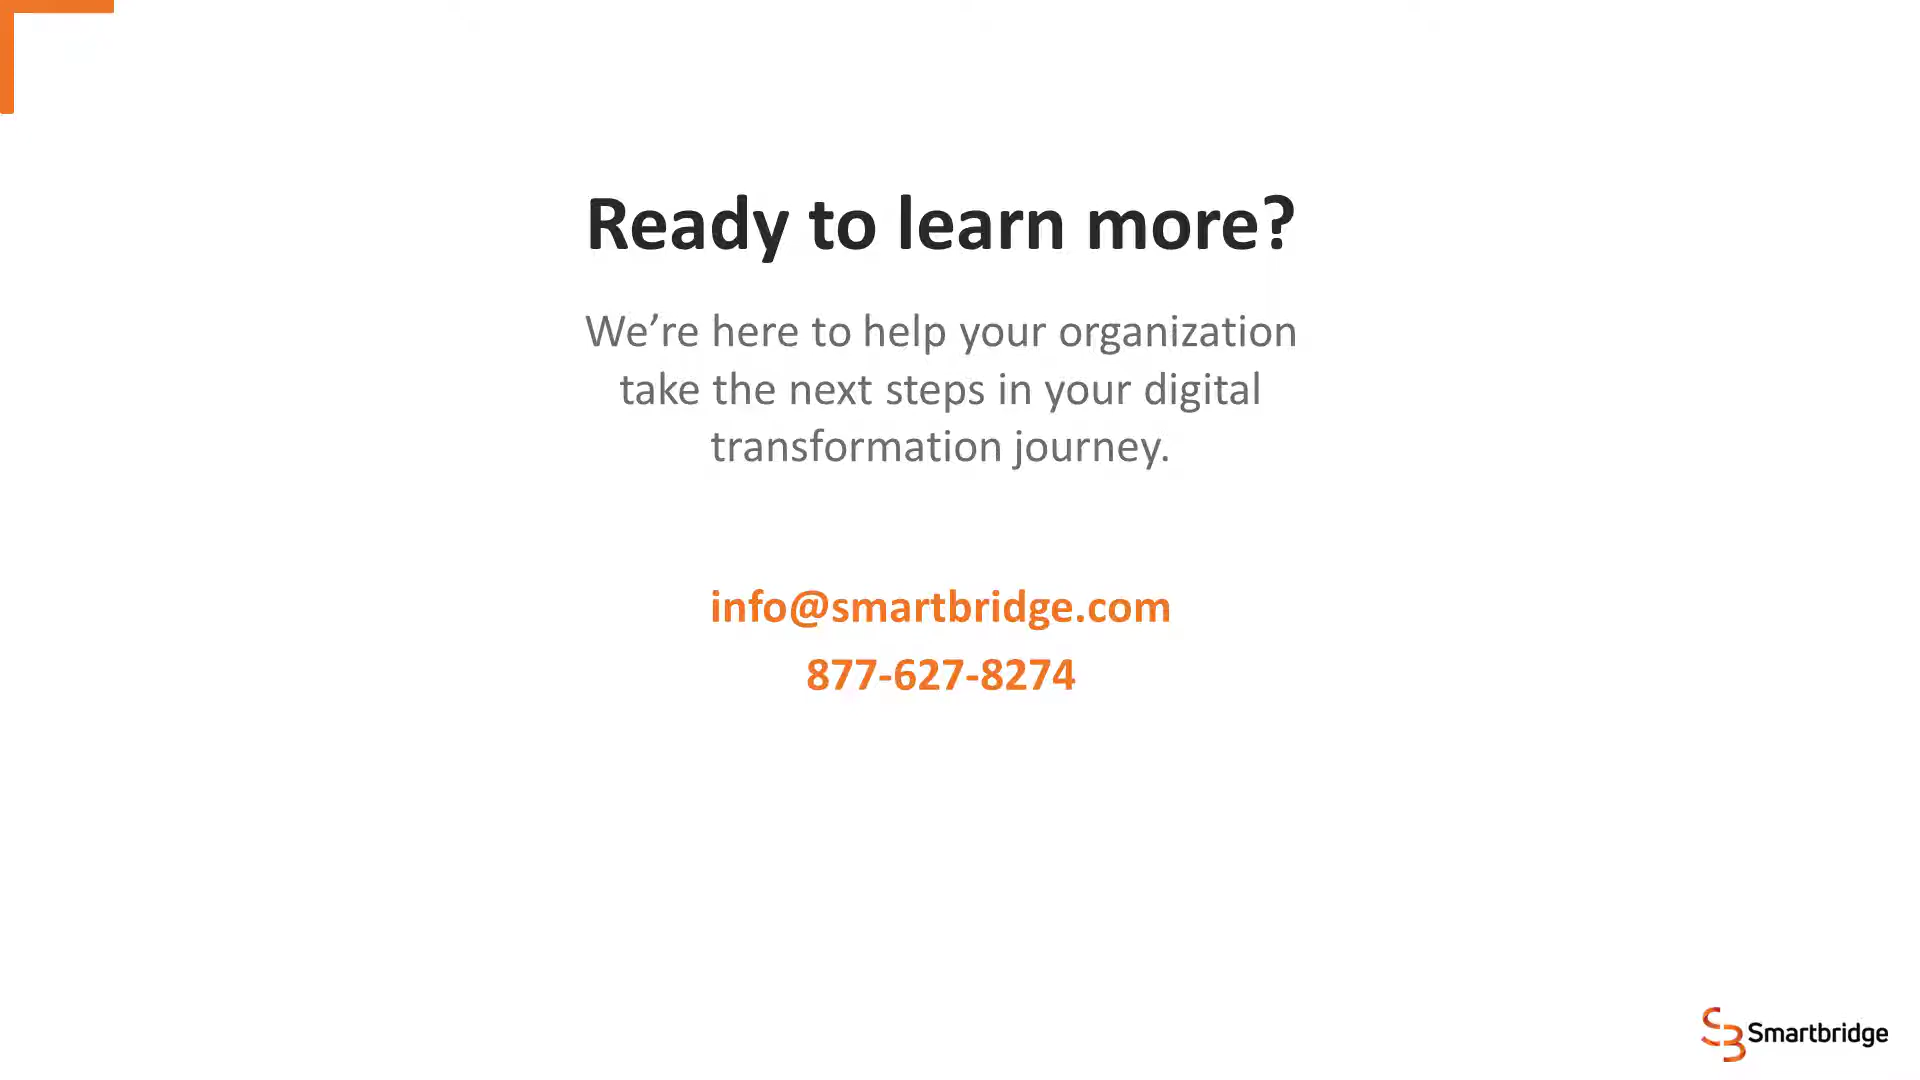 Ready to learn more?
We’re here to help your organization
take the next steps in your digital
transformation journey.
info@smartbridge.com
877-627-8274
SB Smartbridge